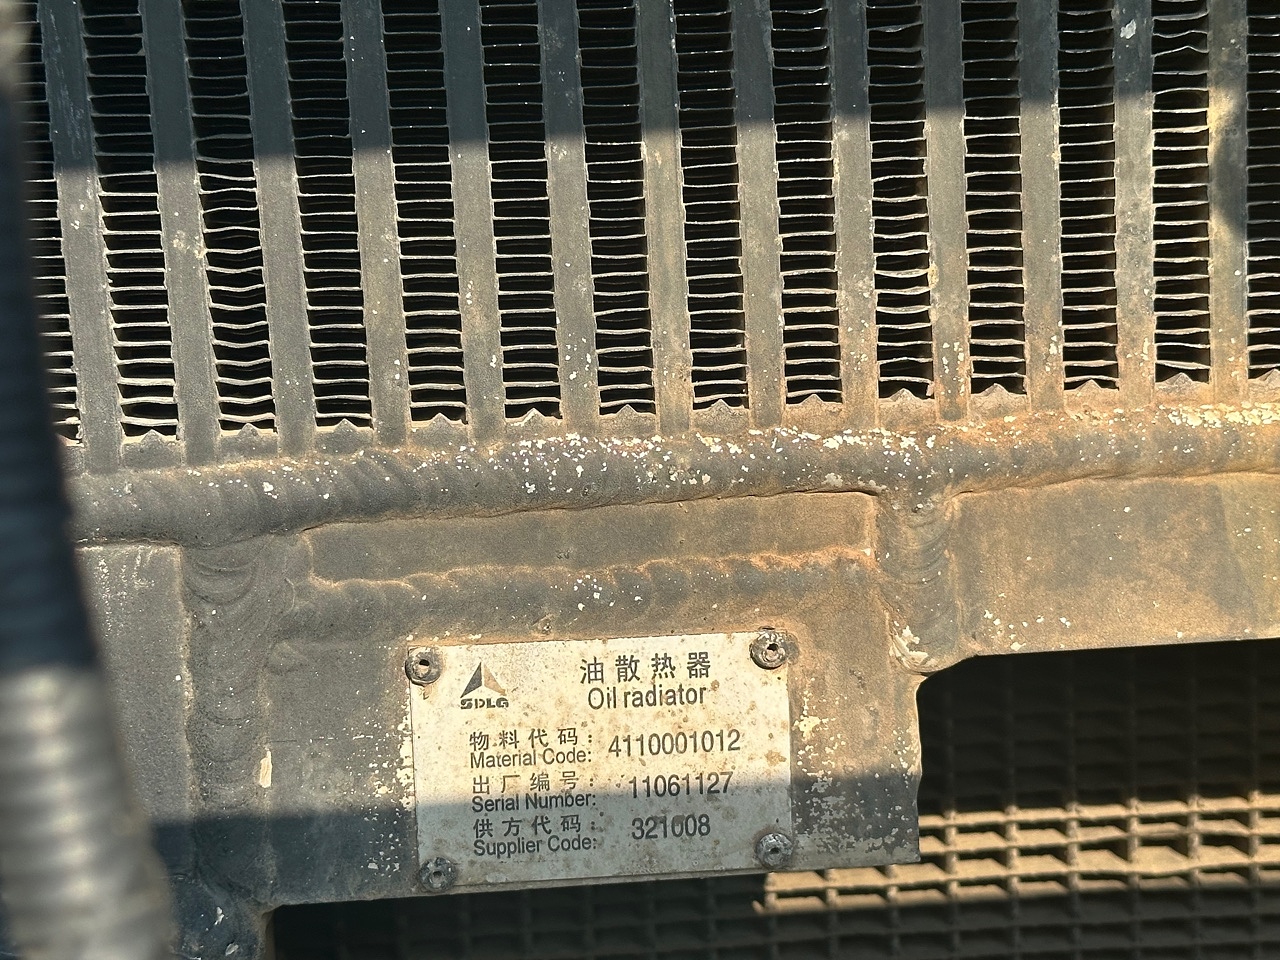 SDLG
油散热器
Oil radiator
物料代码: 4110001012
Material Code:
出厂编号: 11061127
Serial Number:
供方代码: 321008
Supplier Code: